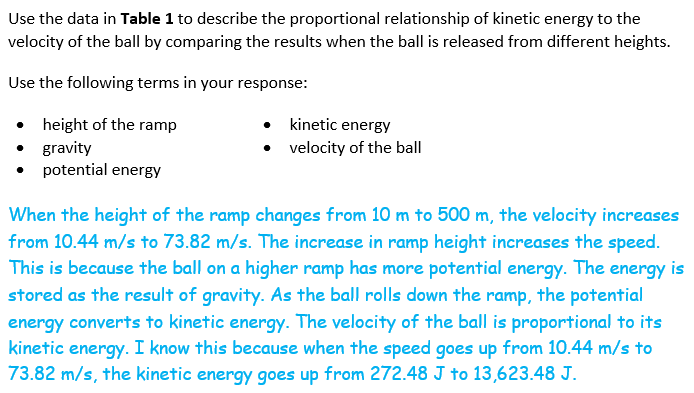 Use the data in Table 1 to describe the proportional relationship of kinetic energy to the
velocity of the ball by comparing the results when the ball is released from different heights.
Use the following terms in your response:
• height of the ramp
• gravity
• potential energy
• kinetic energy
• velocity of the ball
When the height of the ramp changes from 10 m to 500 m, the velocity increases
from 10.44 m/s to 73.82 m/s. The increase in ramp height increases the speed.
This is because the ball on a higher ramp has more potential energy. The energy is
stored as the result of gravity. As the ball rolls down the ramp, the potential
energy converts to kinetic energy. The velocity of the ball is proportional to its
kinetic energy. I know this because when the speed goes up from 10.44 m/s to
73.82 m/s, the kinetic energy goes up from 272.48 J to 13,623.48 J.